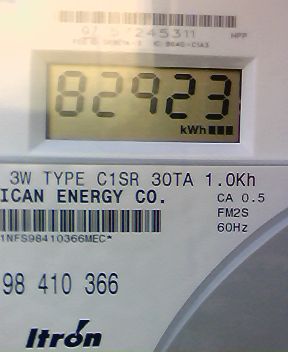 82923
kWh
3W TYPE C1SR 30TA 1.0Kh
ICAN ENERGY CO.
CA 0.5
FM2S
60Hz
1NFS98410366MEC*
98 410 366
Itron